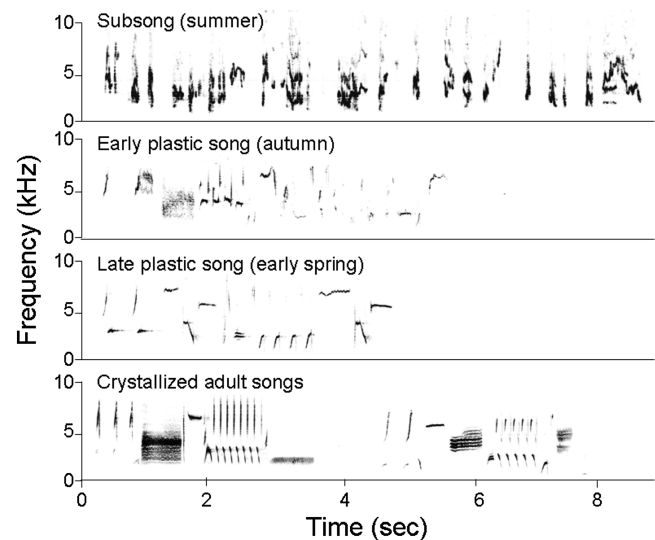 Subsong (summer)
10
5
0
Early plastic song (autumn)
10
5
0
Late plastic song (early spring)
10
5
0
Crystallized adult songs
10
5
0
0 2 4 6 8
Time (sec)
Frequency (kHz)